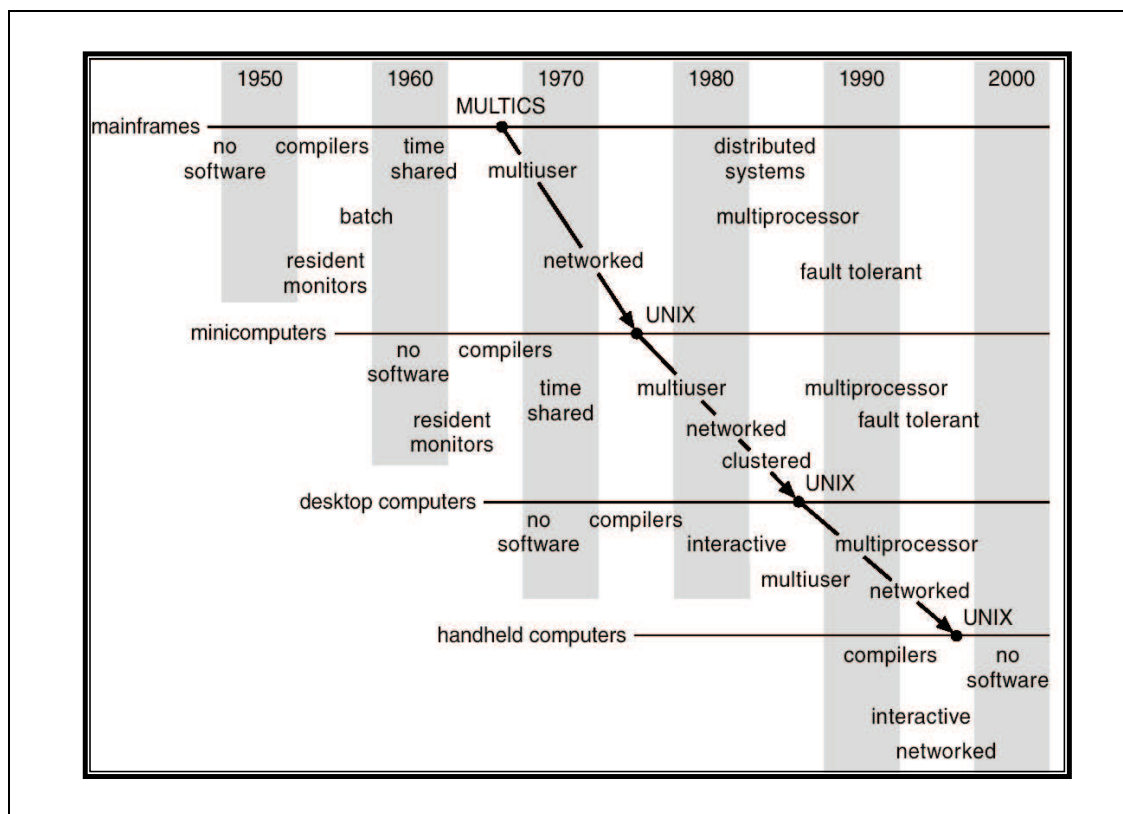 1950 1960 1970 1980 1990 2000
MULTICS
mainframes
no compilers time distributed
software shared multiuser systems
batch multiprocessor
resident networked fault tolerant
monitors
UNIX
minicomputers
no compilers
software time multiuser multiprocessor
resident shared networked fault tolerant
monitors
clustered
UNIX
desktop computers
no compilers
software interactive multiprocessor
multiuser networked
UNIX
handheld computers
compilers no
software
interactive
networked